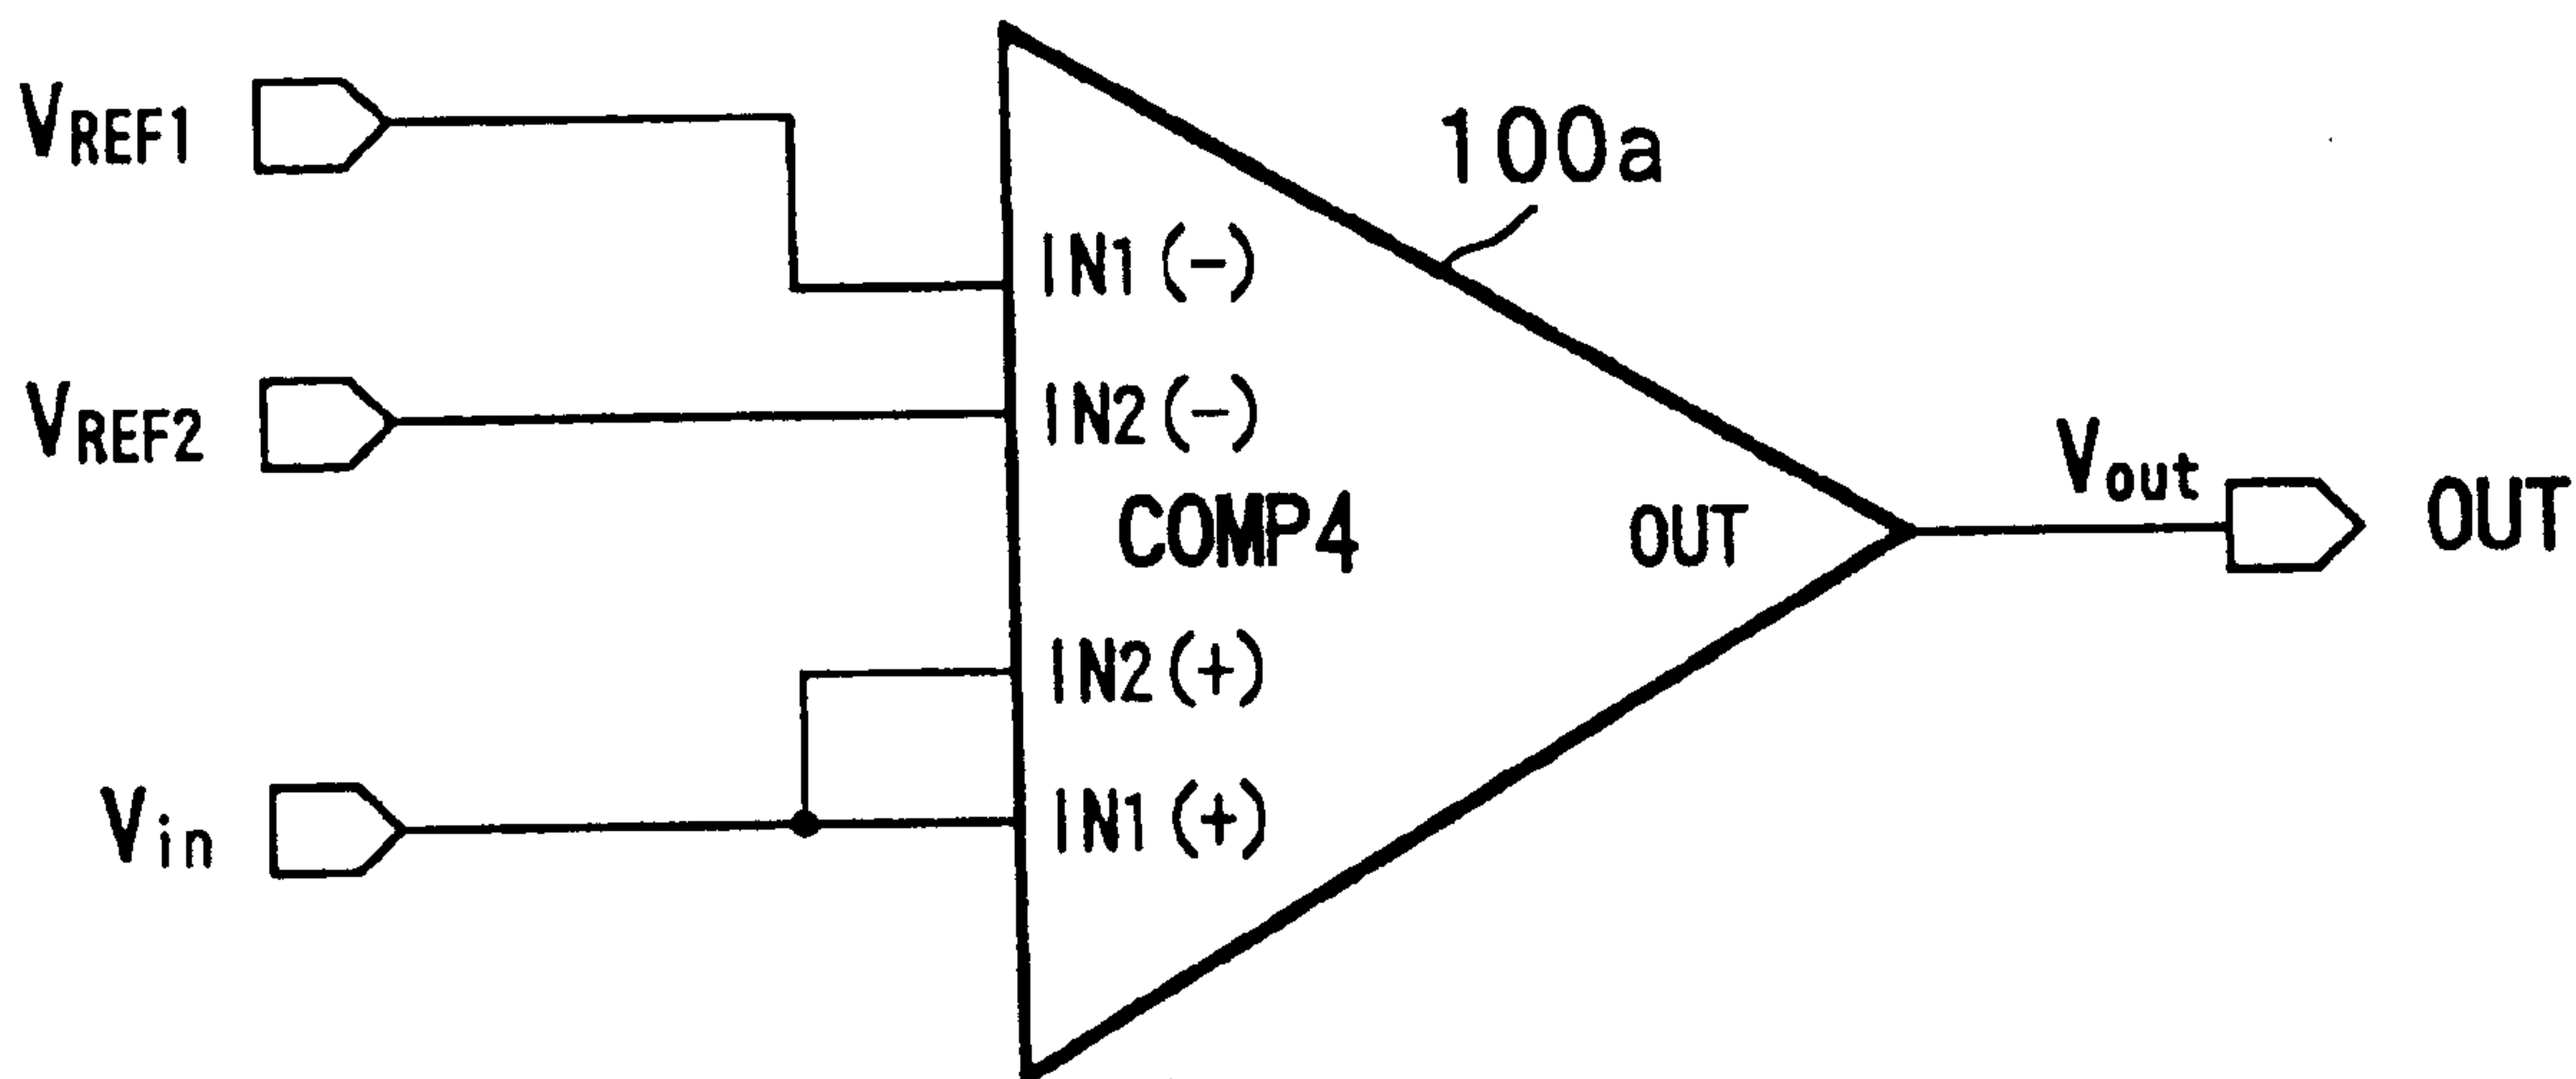 VREF1
100a
IN1(-)
VREF2
IN2(-)
COMP4
OUT
Vout
OUT
IN2(+)
Vin
IN1(+)